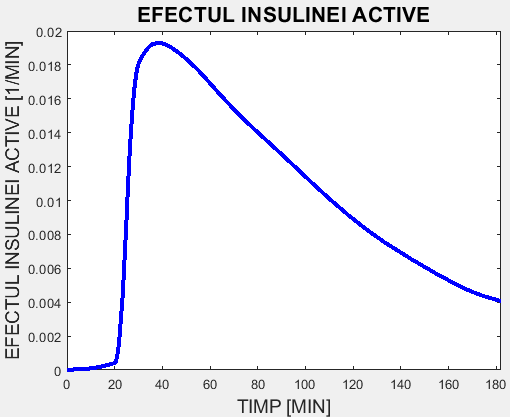 EFECTUL INSULINEI ACTIVE
EFECTUL INSULINEI ACTIVE [1/MIN]
0.02
0.018
0.016
0.014
0.012
0.01
0.008
0.006
0.004
0.002
0
0 20 40 60 80 100 120 140 160 180
TIMP [MIN]